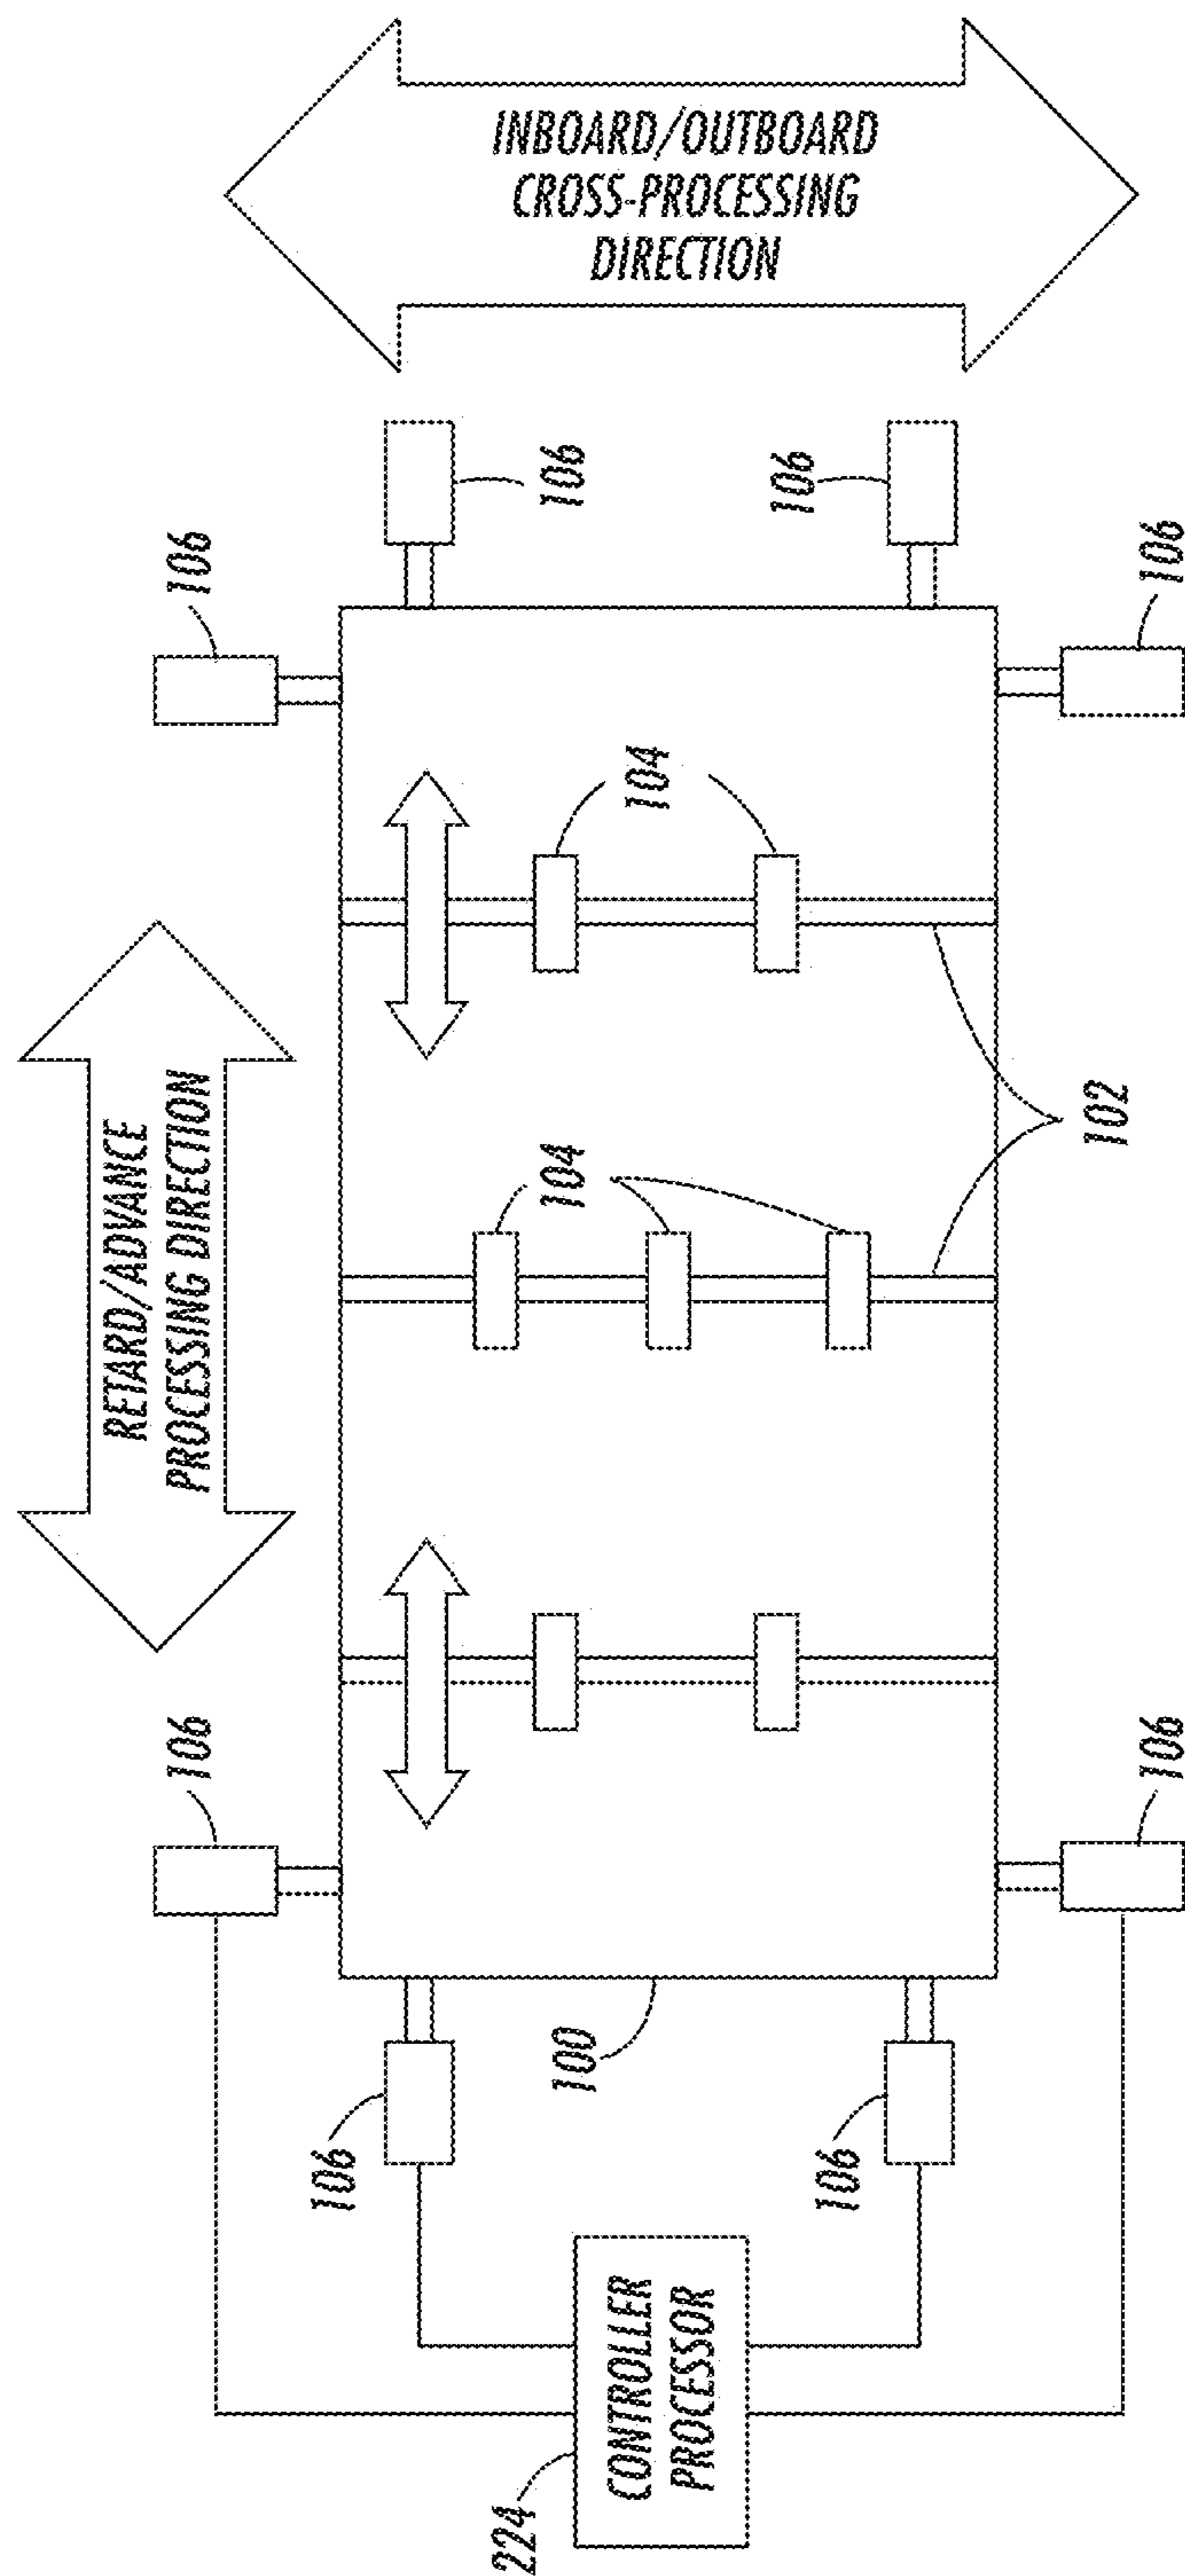 RETARD/ADVANCE
PROCESSING DIRECTION
106
106
106
224
106
104
100
104
CONTROLLER
PROCESSOR
INBOARD/OUTBOARD
CROSS-PROCESSING
DIRECTION
106
106
102
106
106